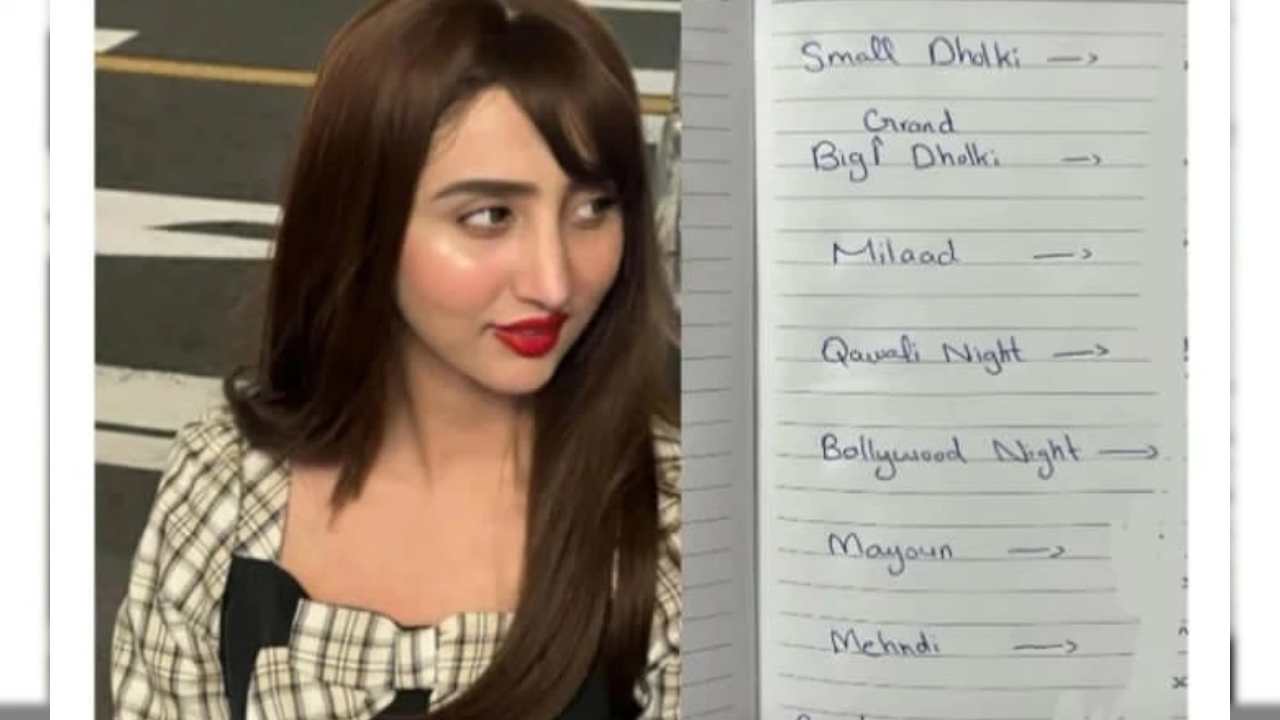 Small Dholki →
Grand
Big↑ Dholki →
Milaad →
Qawali Night →
Bollywood Night →
Mayoun →
Mehndi →